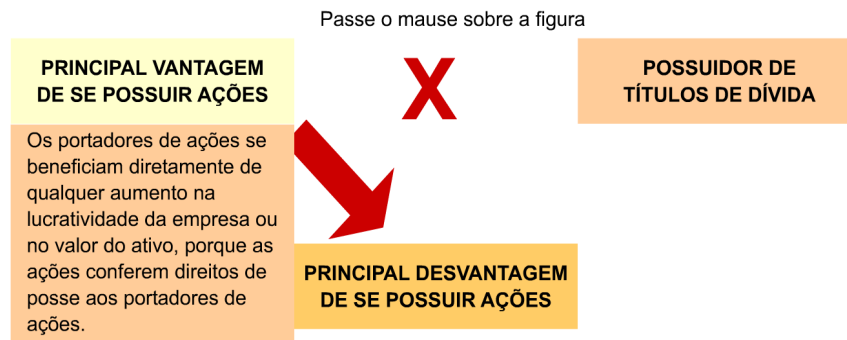 Passe o mause sobre a figura
PRINCIPAL VANTAGEM
DE SE POSSUIR AÇÕES
X
POSSUIDOR DE
TÍTULOS DE DÍVIDA
Os portadores de ações se
beneficiam diretamente de
qualquer aumento na
lucratividade da empresa ou
no valor do ativo, porque as
ações conferem direitos de
posse aos portadores de
ações.
PRINCIPAL DESVANTAGEM
DE SE POSSUIR AÇÕES